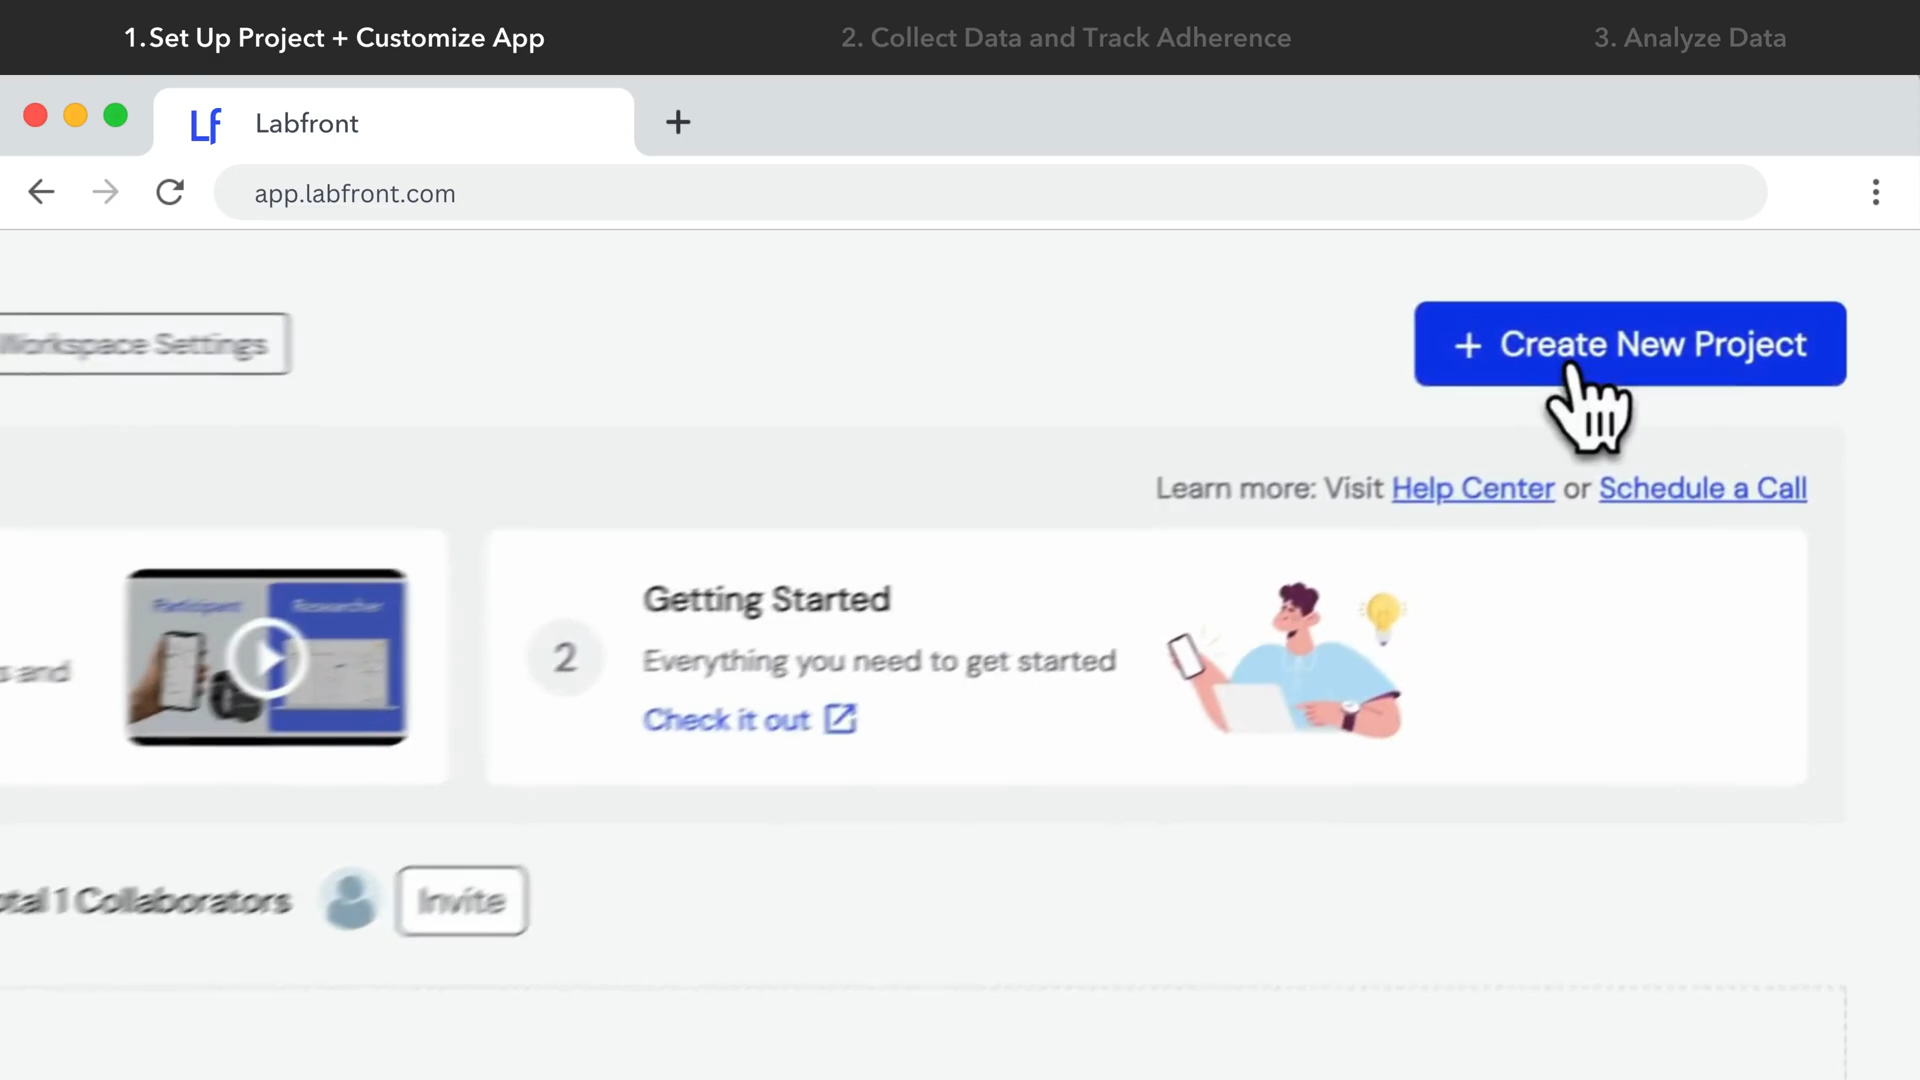 1. Set Up Project + Customize App
2. Collect Data and Track Adherence
3. Analyze Data
Lf Labfront
app.labfront.com
Workspace Settings
+ Create New Project
Learn more: Visit Help Center or Schedule a Call
Participant
Researcher
s and
2
Getting Started
Everything you need to get started
Check it out
otal 1 Collaborators
Invite